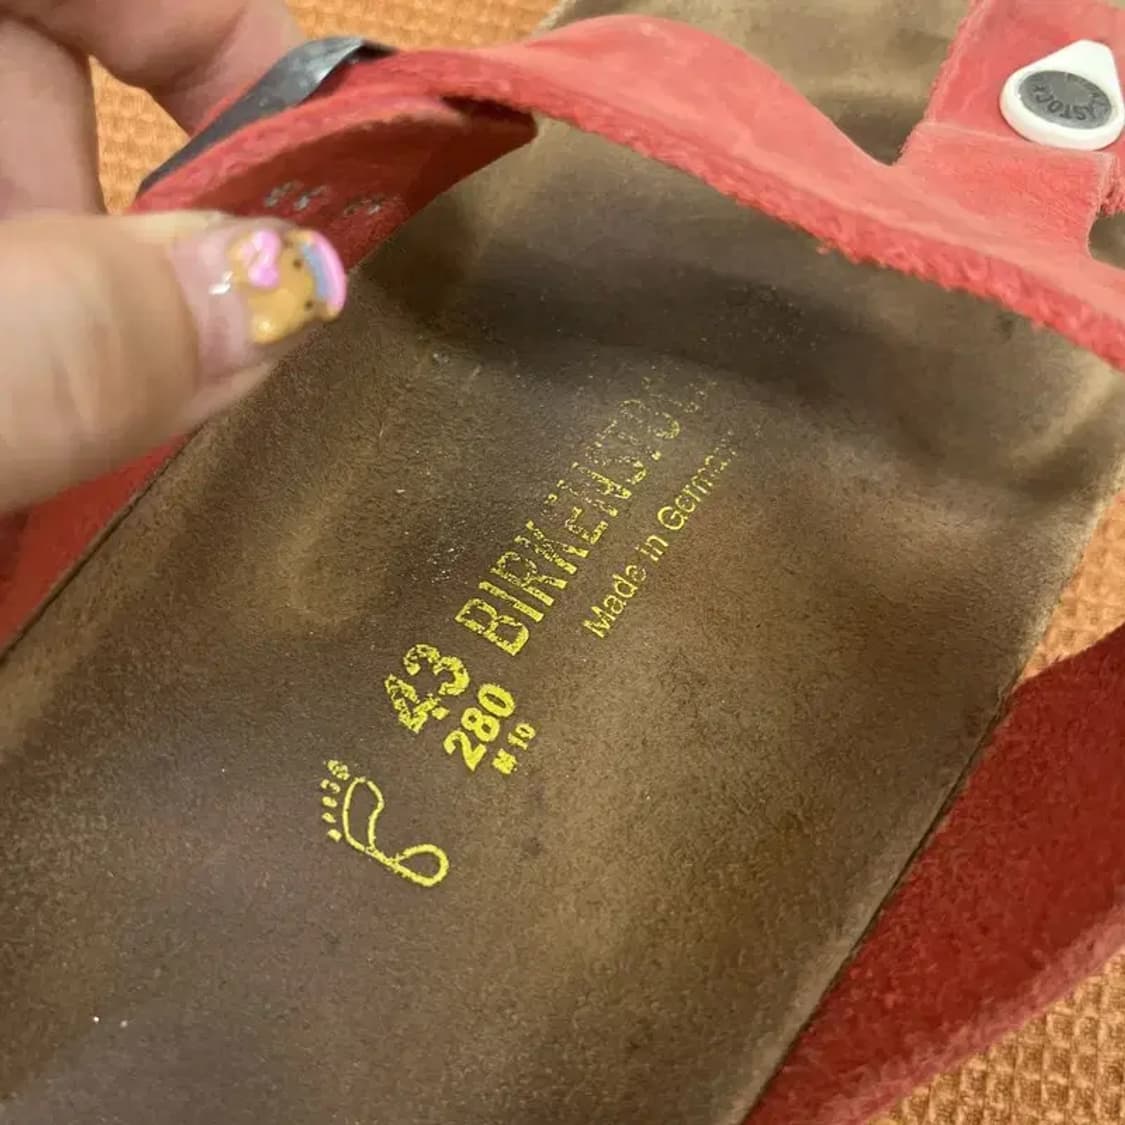 BIRKENSTOCK
Made in Germany
43
280
M 10